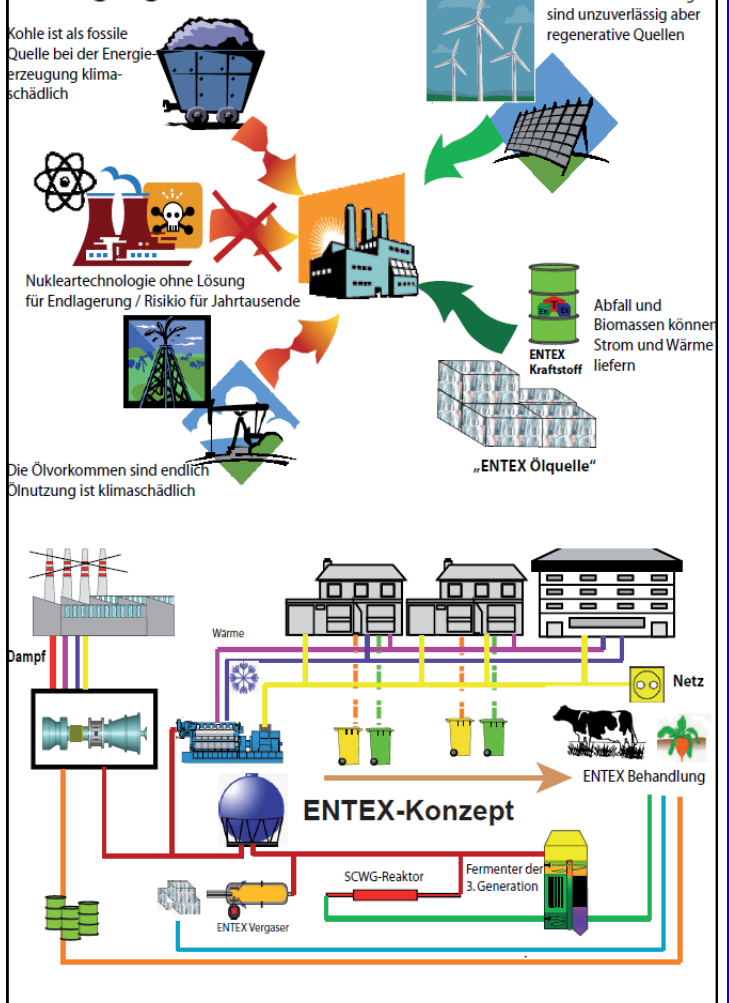 Kohle ist als fossile
Quelle bei der Energie-
erzeugung klima-
schädlich
sind unzuverlässig aber
regenerative Quellen
Nukleartechnologie ohne Lösung
für Endlagerung / Risikio für Jahrtausende
En T Ex
ENTEX
Kraftstoff
Abfall und
Biomassen können
Strom und Wärme
liefern
„ENTEX Ölquelle“
Die Ölvorkommen sind endlich
Ölnutzung ist klimaschädlich
Wärme
Dampf
Netz
ENTEX Behandlung
ENTEX-Konzept
SCWG-Reaktor
Fermenter der
3. Generation
ENTEX Vergaser